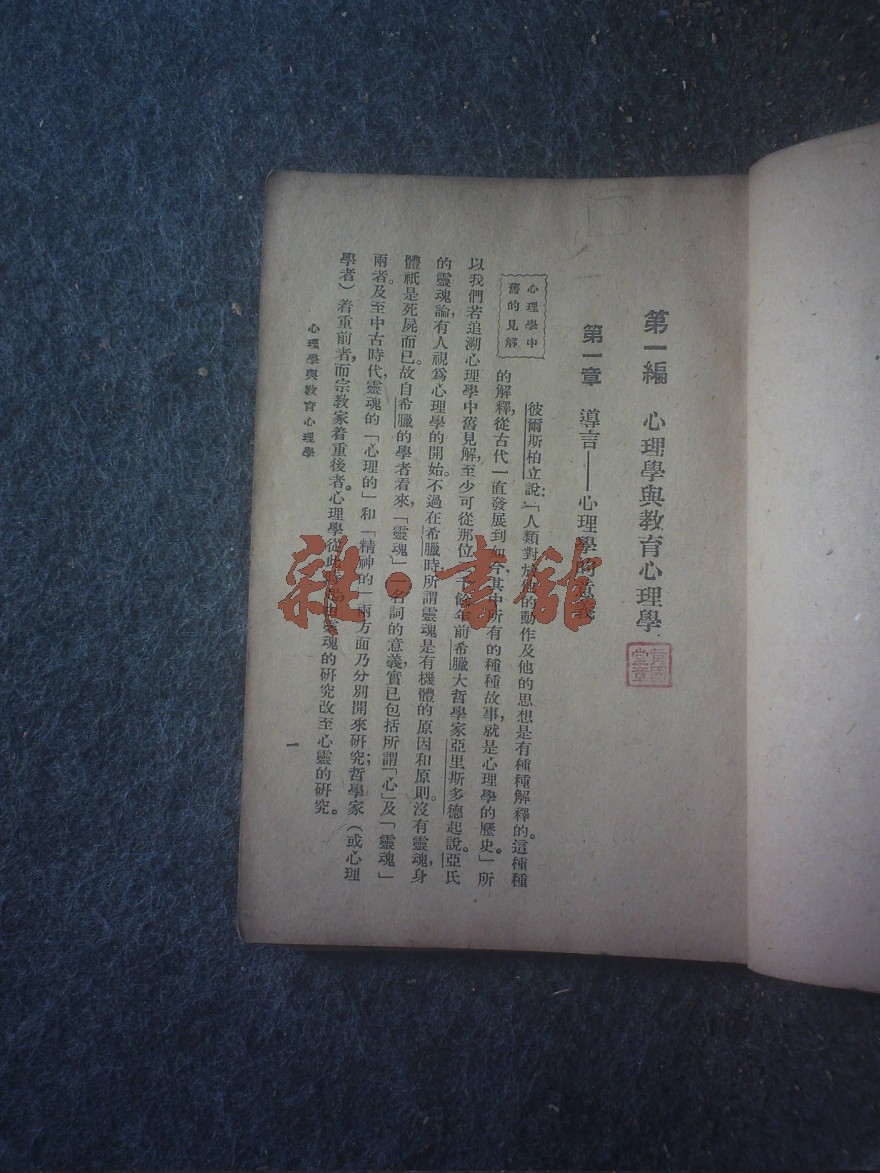 第一編　心理學與教育心理學
第一章　導言——心理學的意義
心理學中
舊的見解
彼爾斯柏立說：「人類對於他的動作及他的思想是有種種解釋的。這種種
的解釋，從古代一直發展到如今，其中所有的種種故事，就是心理學的歷史」所
以我們若追溯心理學中舊見解，至少可從那位二千餘年前希臘大哲學家亞里斯多德起說。亞氏
的靈魂論，有人視爲心理學的開始。不過在希臘時所謂靈魂是有機體的原因和原則。沒有靈魂，身
體祇是死屍而已。故自希臘的學者看來，「靈魂」一名詞的意義，實已包括所謂「心」及「靈魂」
兩者。及至中古時代，靈魂的「心理的」和「精神的」兩方面乃分別開來研究；哲學家（或心理
學者）着重前者，而宗教家着重後者。心理學從此靈魂的研究改至心靈的研究。
心理學與教育心理學
一
雜·書館